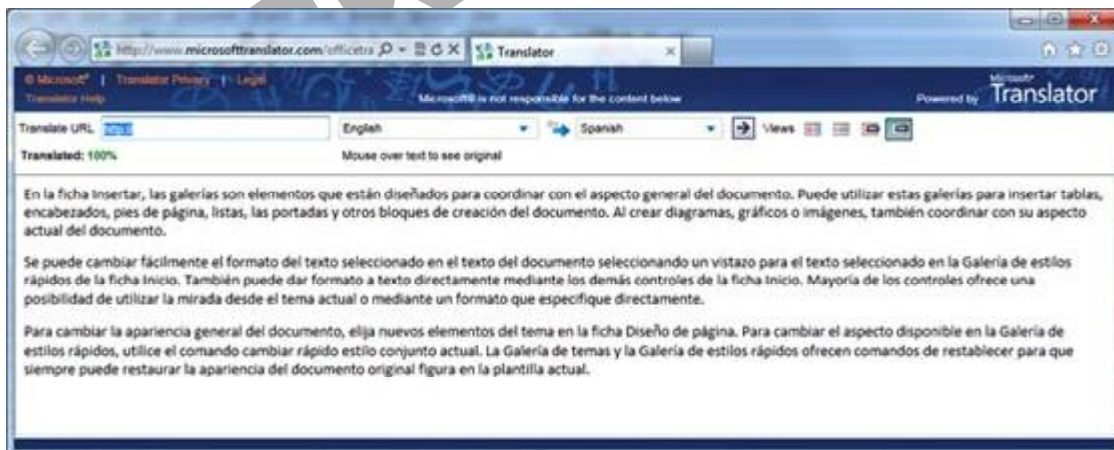 http://www.microsofttranslator.com/officetra
Translator
© Microsoft® | Translator Privacy | Legal
Translator Help
Microsoft® is not responsible for the content below
Powered by Microsoft® Translator
Translate URL http:// English Spanish Views
Translated: 100% Mouse over text to see original
En la ficha Insertar, las galerías son elementos que están diseñados para coordinar con el aspecto general del documento. Puede utilizar estas galerías para insertar tablas,
encabezados, pies de página, listas, las portadas y otros bloques de creación del documento. Al crear diagramas, gráficos o imágenes, también coordinar con su aspecto
actual del documento.
Se puede cambiar fácilmente el formato del texto seleccionado en el texto del documento seleccionando un vistazo para el texto seleccionado en la Galería de estilos
rápidos de la ficha Inicio. También puede dar formato a texto directamente mediante los demás controles de la ficha Inicio. Mayoría de los controles ofrece una
posibilidad de utilizar la mirada desde el tema actual o mediante un formato que especifique directamente.
Para cambiar la apariencia general del documento, elija nuevos elementos del tema en la ficha Diseño de página. Para cambiar el aspecto disponible en la Galería de
estilos rápidos, utilice el comando cambiar rápido estilo conjunto actual. La Galería de temas y la Galería de estilos rápidos ofrecen comandos de restablecer para que
siempre puede restaurar la apariencia del documento original figura en la plantilla actual.